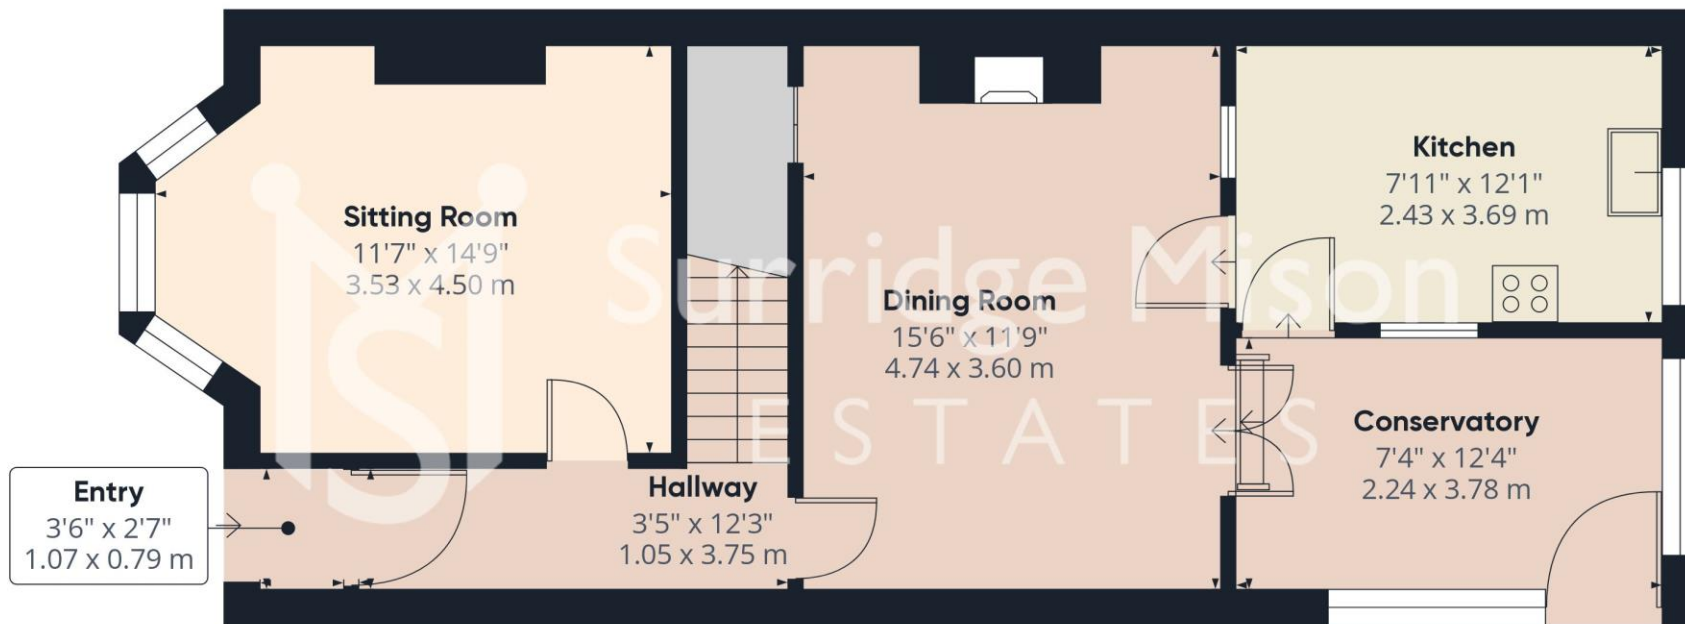 Sitting Room
11'7" x 14'9"
3.53 x 4.50 m
Kitchen
7'11" x 12'1"
2.43 x 3.69 m
Surridge Mison
ESTATES
Dining Room
15'6" x 11'9"
4.74 x 3.60 m
Conservatory
7'4" x 12'4"
2.24 x 3.78 m
Entry
3'6" x 2'7"
1.07 x 0.79 m
Hallway
3'5" x 12'3"
1.05 x 3.75 m